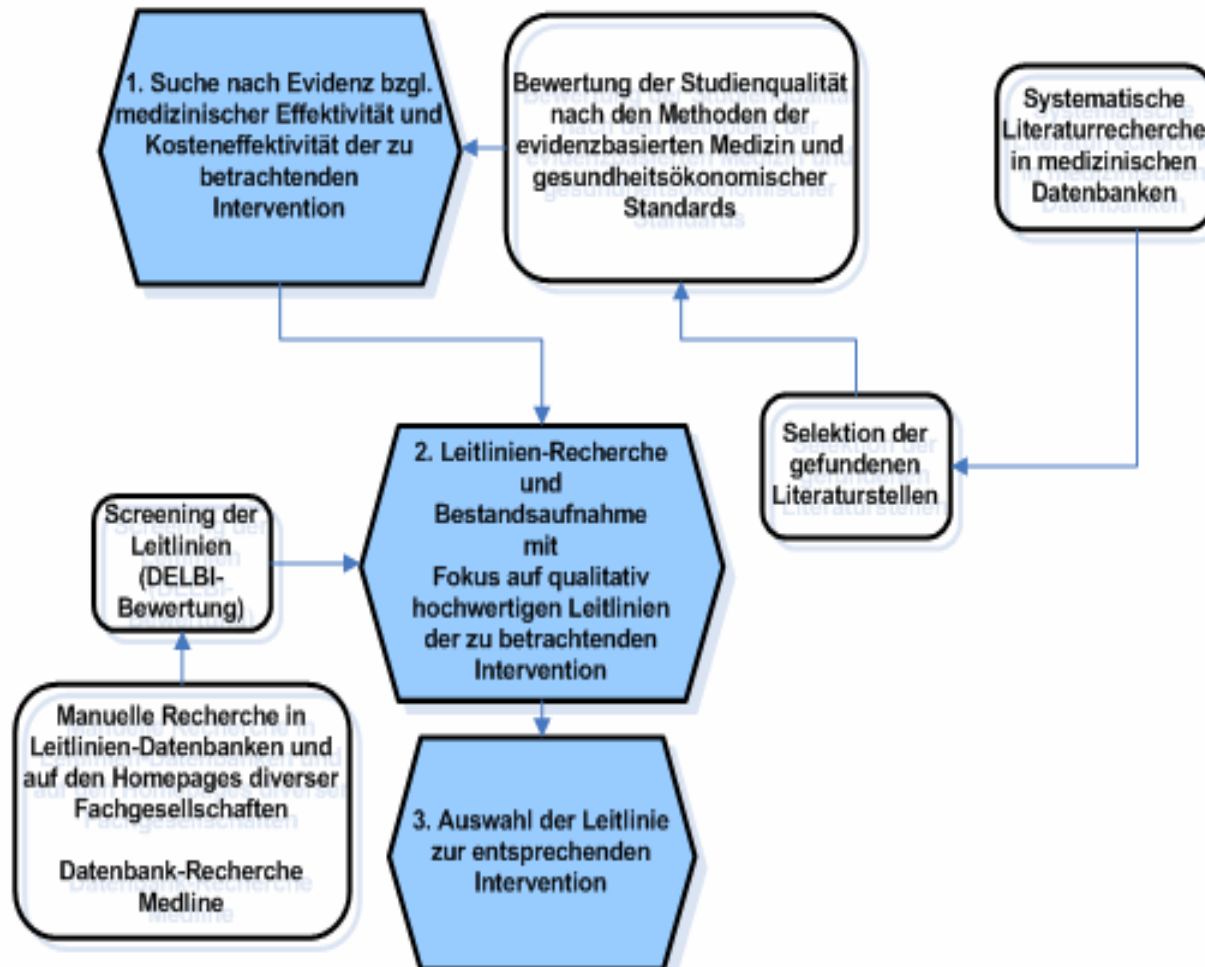 1. Suche nach Evidenz bzgl.
medizinischer Effektivität und
Kosteneffektivität der zu
betrachtenden
Intervention
Bewertung der Studienqualität
nach den Methoden der
evidenzbasierten Medizin und
gesundheitsökonomischer
Standards
Systematische
Literaturrecherche
in medizinischen
Datenbanken
Selektion der
gefundenen
Literaturstellen
2. Leitlinien-Recherche
und
Bestandsaufnahme
mit
Fokus auf qualitativ
hochwertigen Leitlinien
der zu betrachtenden
Intervention
Screening der
Leitlinien
(DELBI-
Bewertung)
Manuelle Recherche in
Leitlinien-Datenbanken und
auf den Homepages diverser
Fachgesellschaften
Datenbank-Recherche
Medline
3. Auswahl der Leitlinie
zur entsprechenden
Intervention